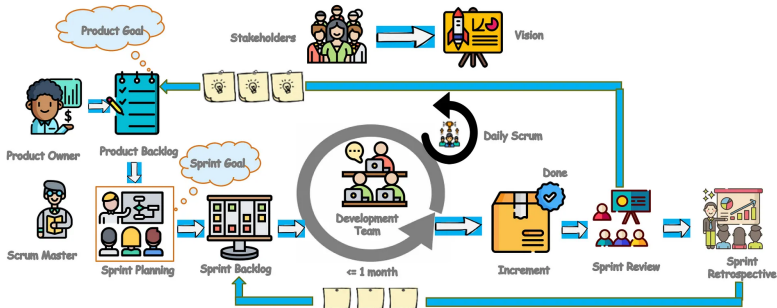 Product Goal
Stakeholders
Vision
Product Owner
Product Backlog
Daily Scrum
Sprint Goal
Done
Development
Team
Scrum Master
Sprint Planning
Sprint Backlog
<= 1 month
Increment
Sprint Review
Sprint
Retrospective